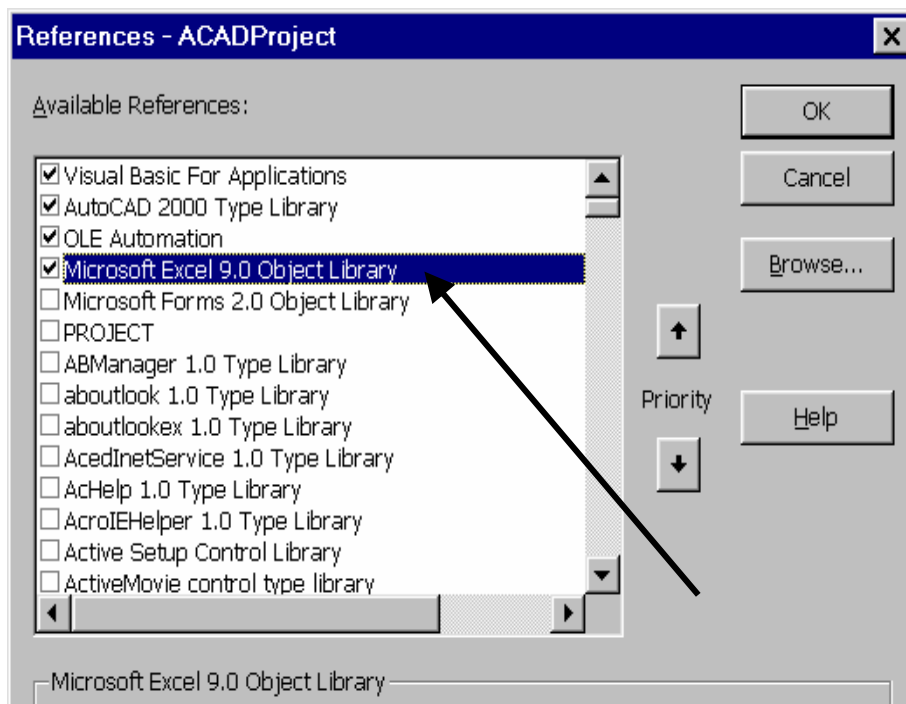 References - ACADProject
Available References:
OK
Visual Basic For Applications
Cancel
AutoCAD 2000 Type Library
OLE Automation
Microsoft Excel 9.0 Object Library
Browse...
Microsoft Forms 2.0 Object Library
PROJECT
ABManager 1.0 Type Library
aboutlook 1.0 Type Library
Priority
aboutlookex 1.0 Type Library
Help
AcedInetService 1.0 Type Library
AcHelp 1.0 Type Library
AcroIEHelper 1.0 Type Library
Active Setup Control Library
ActiveMovie control type library
Microsoft Excel 9.0 Object Library